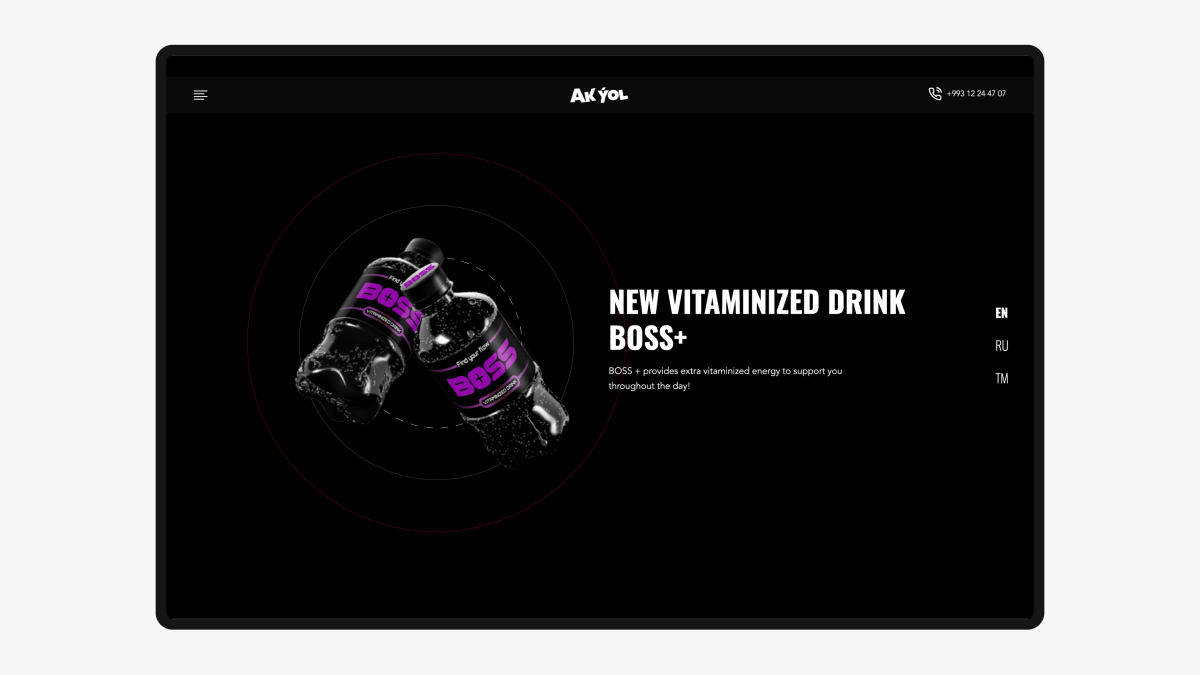 AK ÝOL
+993 12 24 47 07
BOSS
Find your flow
BOSS
VITAMINIZED DRINK
BOSS
VITAMINIZED DRINK
NEW VITAMINIZED DRINK
BOSS+
BOSS + provides extra vitaminized energy to support you
throughout the day!
EN
RU
TM